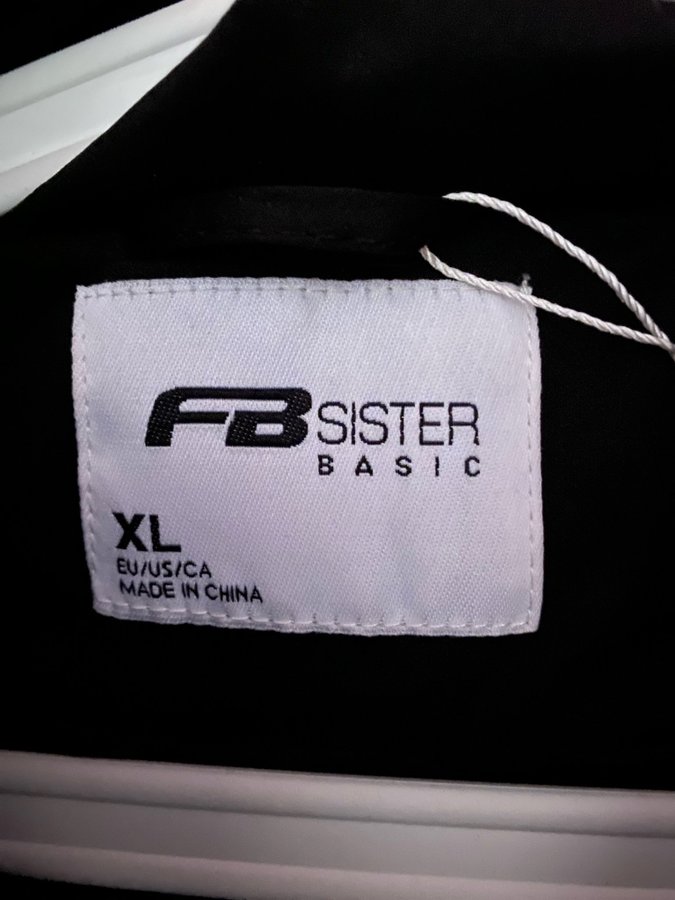 FB SISTER
BASIC
XL
EU/US/CA
MADE IN CHINA